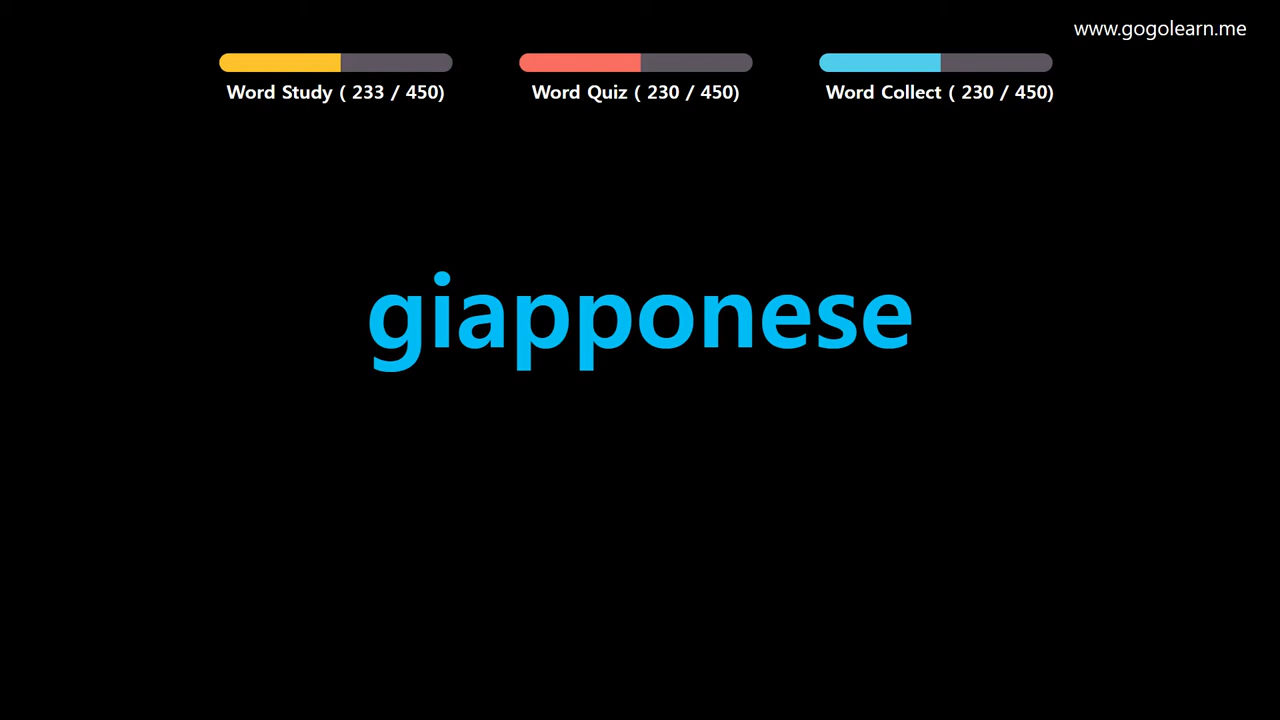 www.gogolearn.me
Word Study ( 233 / 450)
Word Quiz ( 230 / 450)
Word Collect ( 230 / 450)
giapponese